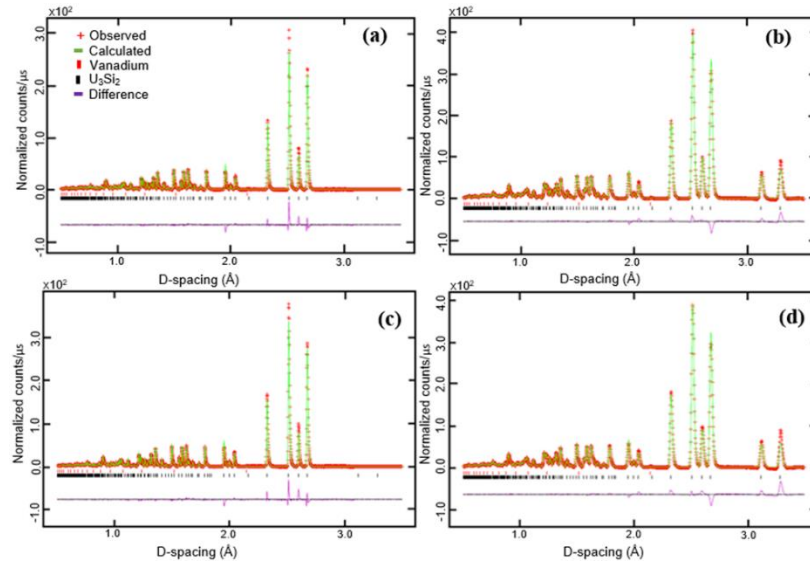 x10²
(a)
+ Observed
Calculated
Vanadium
U₃Si₂
Difference
Normalized counts/μs
3.0
2.0
1.0
0.0
-1.0
1.0 2.0 3.0
D-spacing (Å)
x10²
(b)
Normalized counts/μs
4.0
3.0
2.0
1.0
0.0
-1.0
1.0 2.0 3.0
D-spacing (Å)
x10²
(c)
Normalized counts/μs
3.0
2.0
1.0
0.0
-1.0
1.0 2.0 3.0
D-spacing (Å)
x10²
(d)
Normalized counts/μs
4.0
3.0
2.0
1.0
0.0
-1.0
1.0 2.0 3.0
D-spacing (Å)